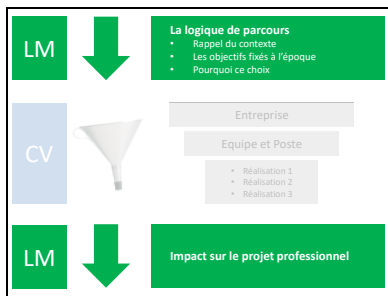 LM
La logique de parcours
• Rappel du contexte
• Les objectifs fixés à l'époque
• Pourquoi ce choix
CV
Entreprise
Equipe et Poste
• Réalisation 1
• Réalisation 2
• Réalisation 3
LM
Impact sur le projet professionnel